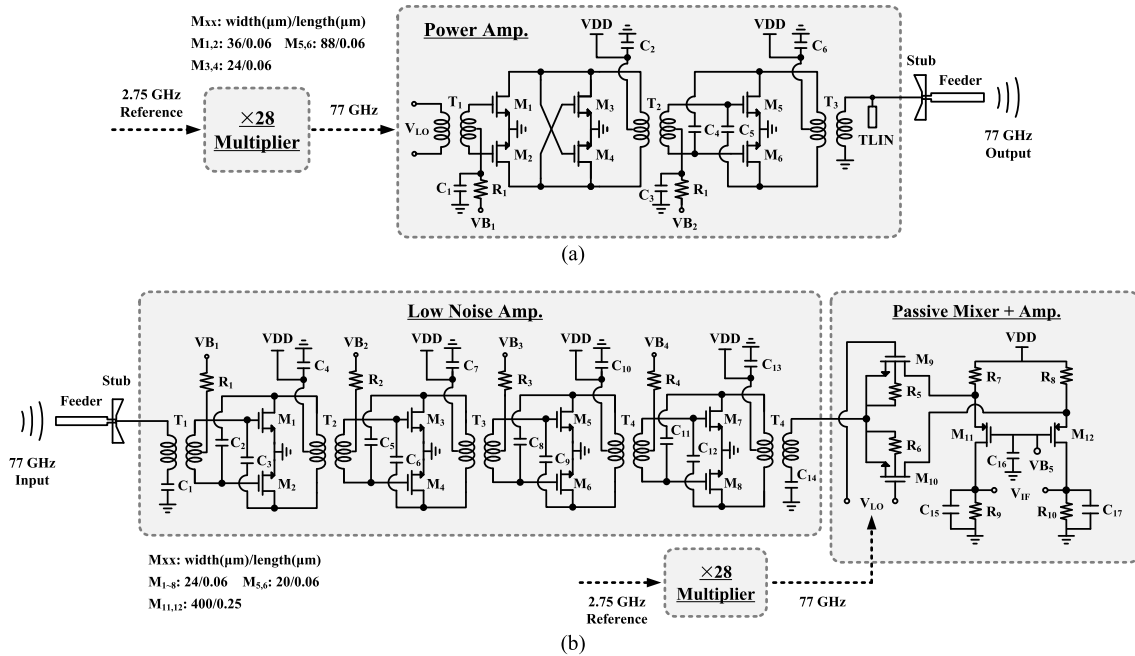 Mxx: width(μm)/length(μm)
M1,2: 36/0.06 M5,6: 88/0.06
M3,4: 24/0.06
2.75 GHz
Reference
×28
Multiplier
77 GHz
Power Amp.
VDD
C2
VDD
C6
Stub
Feeder
T1
M1
M3
T2
M5
T3
VLO
C4
C5
M2
M4
M6
TLIN
77 GHz
Output
C1
R1
C3
R1
VB1
VB2
(a)
Low Noise Amp.
Passive Mixer + Amp.
VB1
VDD
C4
VB2
VDD
C7
VB3
VDD
C10
VB4
VDD
C13
VDD
M9
Stub
Feeder
R1
R2
R3
R4
R5
R7
R8
T1
M1
T2
M3
T3
M5
T4
M7
T4
C2
C3
C5
C6
C8
C9
C11
C12
R6
M11
M12
77 GHz
Input
C1
M2
M4
M6
M8
C14
M10
C16
VB5
VLO
VIF
C15
R9
R10
C17
Mxx: width(μm)/length(μm)
M1~8: 24/0.06 M5,6: 20/0.06
M11,12: 400/0.25
2.75 GHz
Reference
×28
Multiplier
77 GHz
(b)